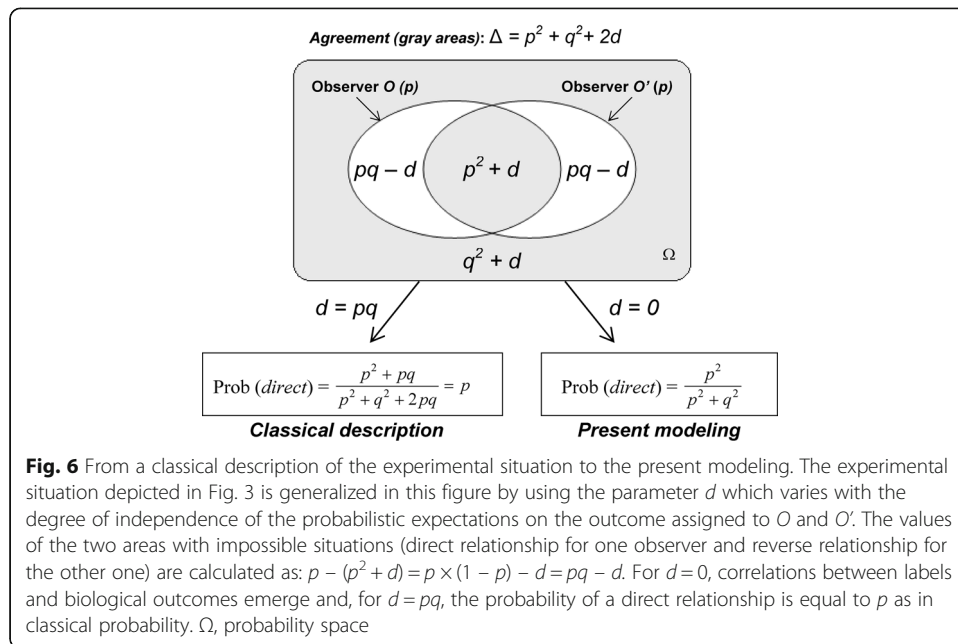 Agreement (gray areas): Δ = p² + q² + 2d
Observer O (p)
Observer O' (p)
pq – d
p² + d
pq – d
q² + d
Ω
d = pq
d = 0
Prob (direct) = (p² + pq) / (p² + q² + 2pq) = p
Prob (direct) = p² / (p² + q²)
Classical description
Present modeling
Fig. 6 From a classical description of the experimental situation to the present modeling. The experimental
situation depicted in Fig. 3 is generalized in this figure by using the parameter d which varies with the
degree of independence of the probabilistic expectations on the outcome assigned to O and O'. The values
of the two areas with impossible situations (direct relationship for one observer and reverse relationship for
the other one) are calculated as: p – (p² + d) = p × (1 – p) – d = pq – d. For d = 0, correlations between labels
and biological outcomes emerge and, for d = pq, the probability of a direct relationship is equal to p as in
classical probability. Ω, probability space